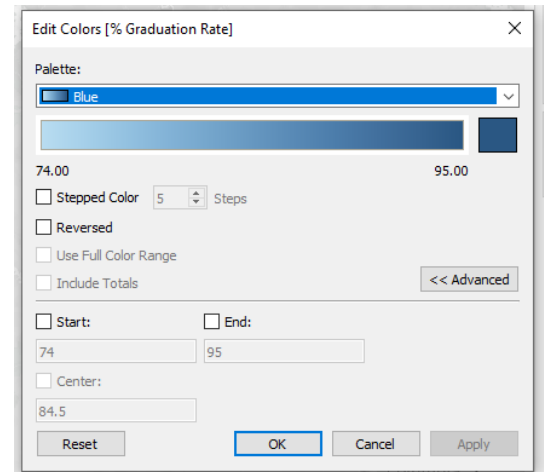 Edit Colors [% Graduation Rate]
Palette:
Blue
74.00 95.00
Stepped Color 5 Steps
Reversed
Use Full Color Range
Include Totals
<< Advanced
Start: End:
74 95
Center:
84.5
Reset OK Cancel Apply